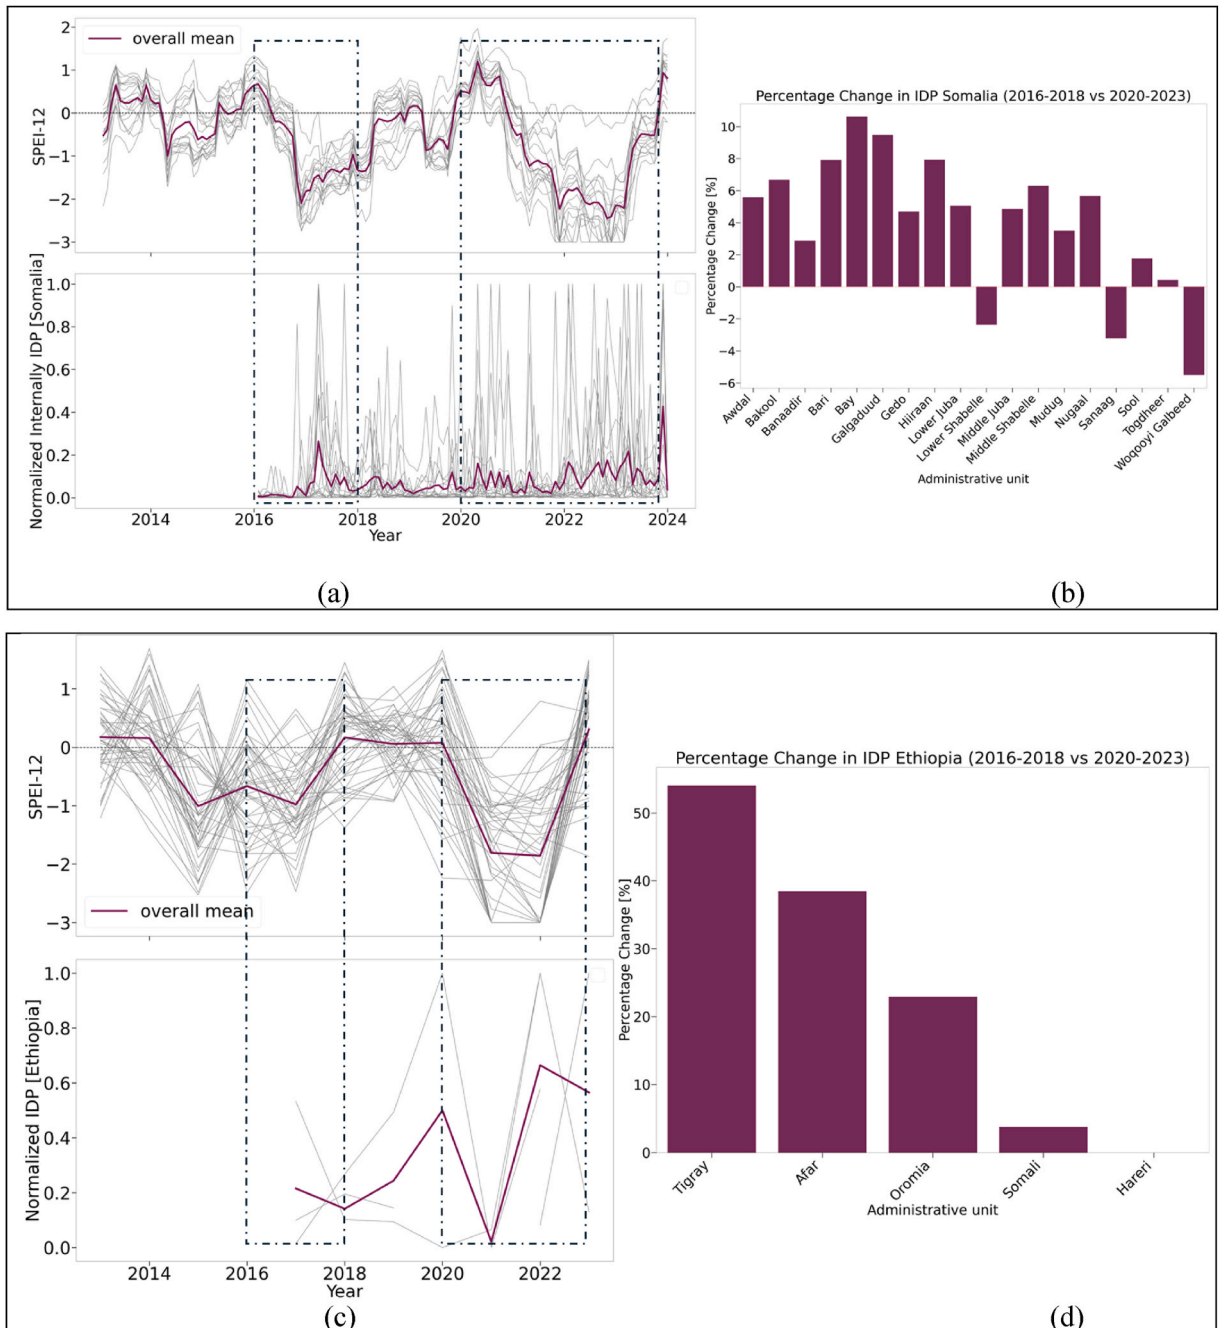 2
1
0
−1
−2
−3
SPEI-12
overall mean
2014
2016
2018
2020
2022
2024
Year
1.0
0.8
0.6
0.4
0.2
0.0
Normalized Internally IDP [Somalia]
(a)
Percentage Change in IDP Somalia (2016-2018 vs 2020-2023)
10
8
6
4
2
0
−2
−4
−6
Percentage Change [%]
Awdal
Bakool
Banaadir
Bari
Bay
Galgaduud
Gedo
Hiiraan
Lower Juba
Lower Shabelle
Middle Juba
Middle Shabelle
Mudug
Nugaal
Sanaag
Sool
Togdheer
Woqooyi Galbeed
Administrative unit
(b)
1
0
−1
−2
−3
SPEI-12
overall mean
1.0
0.8
0.6
0.4
0.2
0.0
Normalized IDP [Ethiopia]
2014
2016
2018
2020
2022
Year
(c)
Percentage Change in IDP Ethiopia (2016-2018 vs 2020-2023)
50
40
30
20
10
0
Percentage Change [%]
Tigray
Afar
Oromia
Somali
Hareri
Administrative unit
(d)